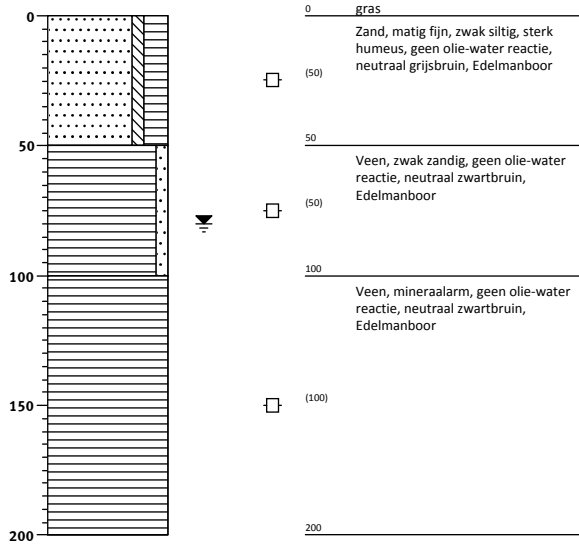 0
0
gras
Zand, matig fijn, zwak siltig, sterk
humeus, geen olie-water reactie,
neutraal grijsbruin, Edelmanboor
(50)
50
50
Veen, zwak zandig, geen olie-water
reactie, neutraal zwartbruin,
Edelmanboor
(50)
100
100
Veen, mineraalarm, geen olie-water
reactie, neutraal zwartbruin,
Edelmanboor
150
(100)
200
200